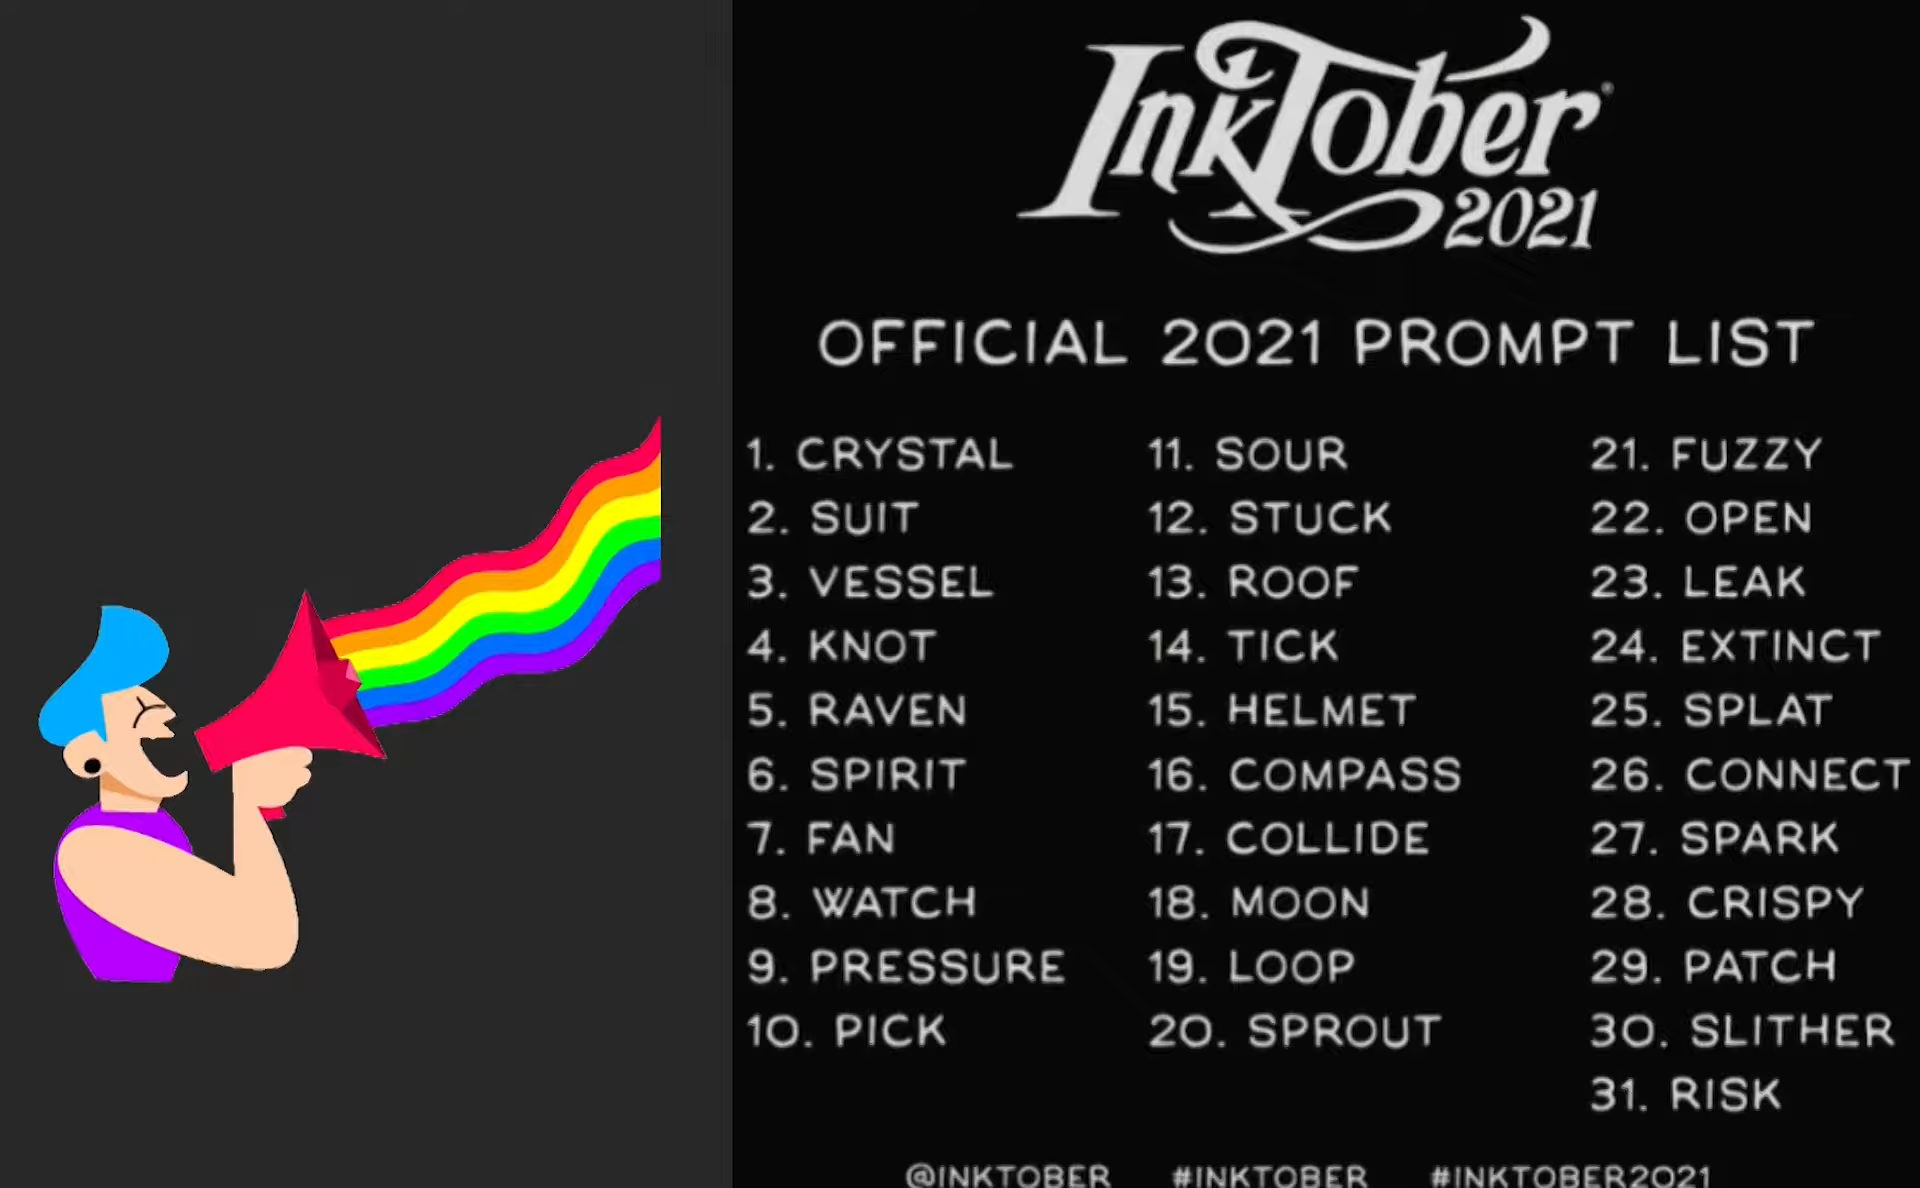 InkTober®
2021
OFFICIAL 2021 PROMPT LIST
1. CRYSTAL
2. SUIT
3. VESSEL
4. KNOT
5. RAVEN
6. SPIRIT
7. FAN
8. WATCH
9. PRESSURE
10. PICK
11. SOUR
12. STUCK
13. ROOF
14. TICK
15. HELMET
16. COMPASS
17. COLLIDE
18. MOON
19. LOOP
20. SPROUT
21. FUZZY
22. OPEN
23. LEAK
24. EXTINCT
25. SPLAT
26. CONNECT
27. SPARK
28. CRISPY
29. PATCH
30. SLITHER
31. RISK
@INKTOBER #INKTOBER #INKTOBER2021